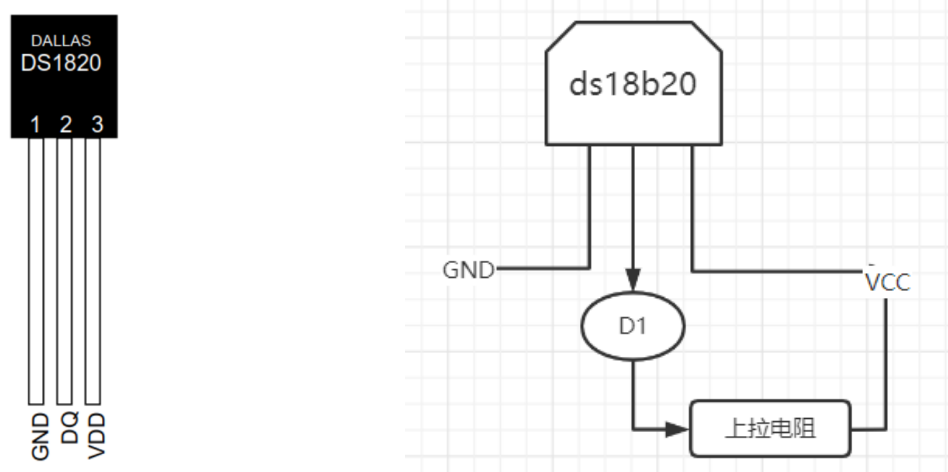 DALLAS
DS1820
1 2 3
GND
DQ
VDD
ds18b20
GND
VCC
D1
上拉电阻